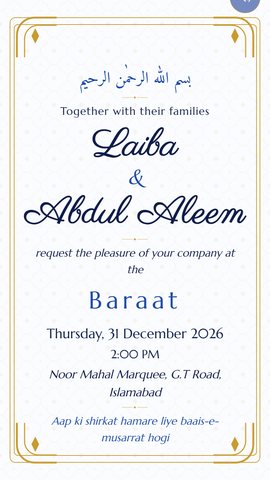 بسم الله الرحمٰن الرحيم
Together with their families
Laiba
&
Abdul Aleem
request the pleasure of your company at
the
Baraat
Thursday, 31 December 2026
2:00 PM
Noor Mahal Marquee, G.T Road,
Islamabad
Aap ki shirkat hamare liye baais-e-
musarrat hogi